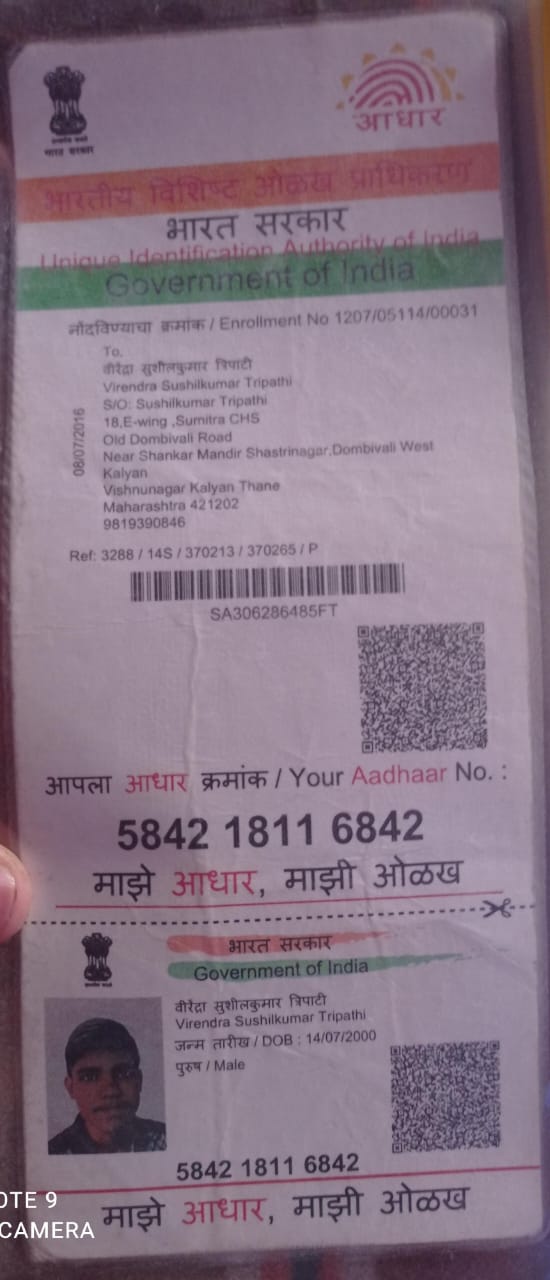 भारत सरकार
आधार
भारतीय विशिष्ट ओळख प्राधिकरण
भारत सरकार
Unique Identification Authority of India
Government of India
नोंदविण्याचा क्रमांक / Enrollment No 1207/05114/00031
08/07/2016
To,
वीरेंद्रा सुशीलकुमार त्रिपाटी
Virendra Sushilkumar Tripathi
S/O: Sushilkumar Tripathi
18,E-wing ,Sumitra CHS
Old Dombivali Road
Near Shankar Mandir Shastrinagar,Dombivali West
Kalyan
Vishnunagar Kalyan Thane
Maharashtra 421202
9819390846
Ref: 3288 / 14S / 370213 / 370265 / P
SA306286485FT
आपला आधार क्रमांक / Your Aadhaar No. :
5842 1811 6842
माझे आधार, माझी ओळख
भारत सरकार
Government of India
वीरेंद्रा सुशीलकुमार त्रिपाटी
Virendra Sushilkumar Tripathi
जन्म तारीख / DOB : 14/07/2000
पुरुष / Male
5842 1811 6842
माझे आधार, माझी ओळख
OTE 9
CAMERA